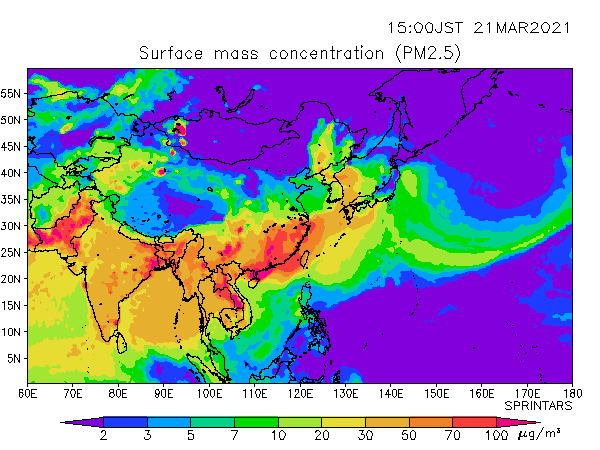 15:00JST 21MAR2021
Surface mass concentration (PM2.5)
55N
50N
45N
40N
35N
30N
25N
20N
15N
10N
5N
60E 70E 80E 90E 100E 110E 120E 130E 140E 150E 160E 170E 180
SPRINTARS
2 3 5 7 10 20 30 50 70 100 μg/m³